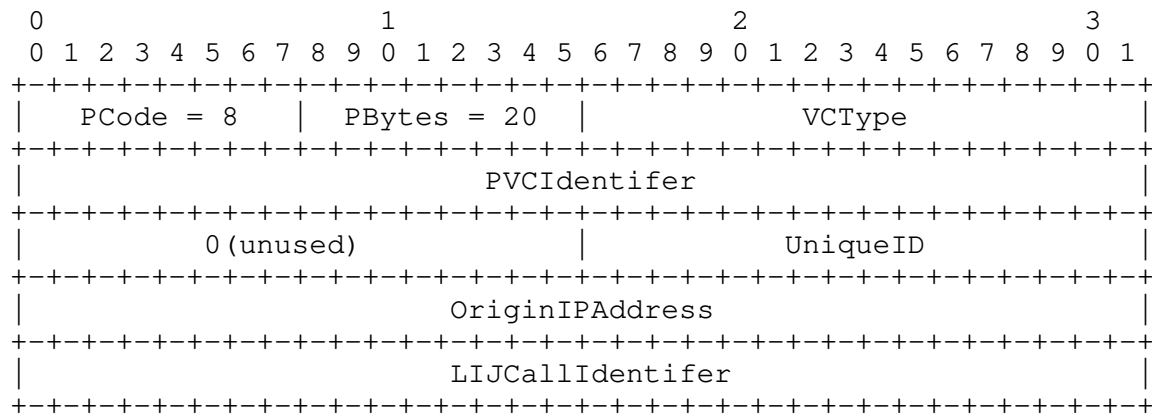 0                   1                   2                   3
 0 1 2 3 4 5 6 7 8 9 0 1 2 3 4 5 6 7 8 9 0 1 2 3 4 5 6 7 8 9 0 1
+-+-+-+-+-+-+-+-+-+-+-+-+-+-+-+-+-+-+-+-+-+-+-+-+-+-+-+-+-+-+-+-+
|   PCode = 8   |  PBytes = 20  |            VCType             |
+-+-+-+-+-+-+-+-+-+-+-+-+-+-+-+-+-+-+-+-+-+-+-+-+-+-+-+-+-+-+-+-+
|                          PVCIdentifer                         |
+-+-+-+-+-+-+-+-+-+-+-+-+-+-+-+-+-+-+-+-+-+-+-+-+-+-+-+-+-+-+-+-+
|          0(unused)            |           UniqueID            |
+-+-+-+-+-+-+-+-+-+-+-+-+-+-+-+-+-+-+-+-+-+-+-+-+-+-+-+-+-+-+-+-+
|                        OriginIPAddress                        |
+-+-+-+-+-+-+-+-+-+-+-+-+-+-+-+-+-+-+-+-+-+-+-+-+-+-+-+-+-+-+-+-+
|                        LIJCallIdentifer                       |
+-+-+-+-+-+-+-+-+-+-+-+-+-+-+-+-+-+-+-+-+-+-+-+-+-+-+-+-+-+-+-+-+